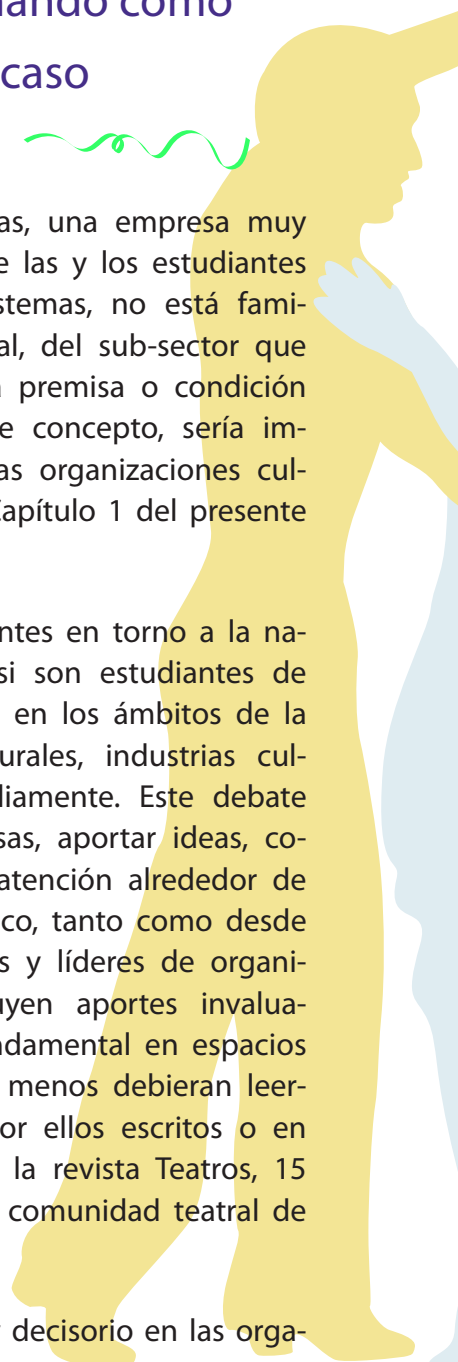 ando como
caso
as, una empresa muy
e las y los estudiantes
stemas, no está fami-
al, del sub-sector que
premisa o condición
e concepto, sería im-
as organizaciones cul-
Capítulo 1 del presente
ntes en torno a la na-
si son estudiantes de
en los ámbitos de la
urales, industrias cul-
liamente. Este debate
sas, aportar ideas, co-
atención alrededor de
co, tanto como desde
s y líderes de organi-
uyen aportes invalua-
ndamental en espacios
menos debieran leer-
or ellos escritos o en
la revista Teatros, 15
comunidad teatral de
decisorio en las orga-